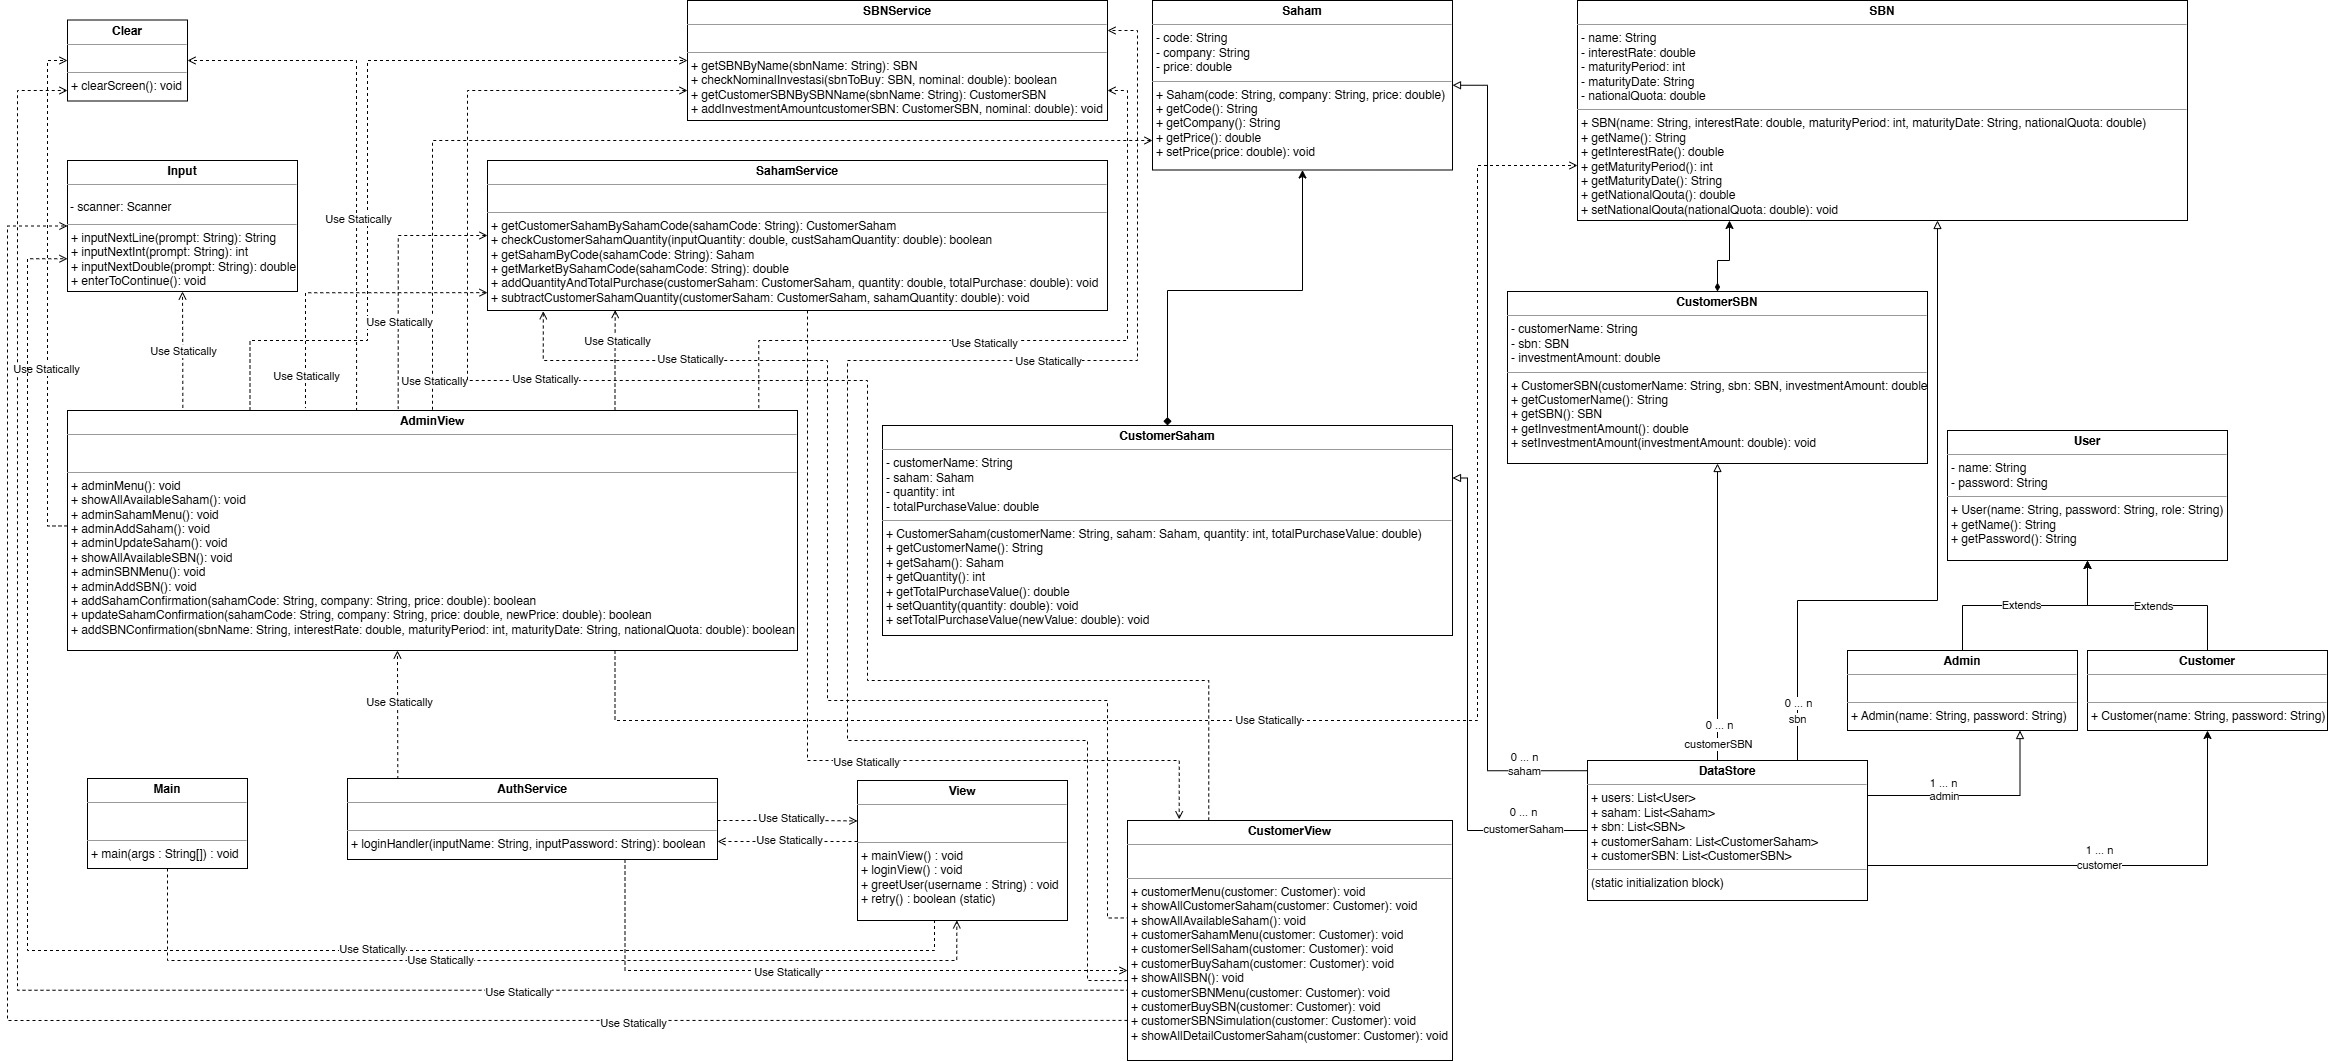 Clear
+ clearScreen(): void
SBNService
+ getSBNByName(sbnName: String): SBN
+ checkNominalInvestasi(sbnToBuy: SBN, nominal: double): boolean
+ getCustomerSBNBySBNName(sbnName: String): CustomerSBN
+ addInvestmentAmountcustomerSBN: CustomerSBN, nominal: double): void
Saham
- code: String
- company: String
- price: double
+ Saham(code: String, company: String, price: double)
+ getCode(): String
+ getCompany(): String
+ getPrice(): double
+ setPrice(price: double): void
SBN
- name: String
- interestRate: double
- maturityPeriod: int
- maturityDate: String
- nationalQuota: double
+ SBN(name: String, interestRate: double, maturityPeriod: int, maturityDate: String, nationalQuota: double)
+ getName(): String
+ getInterestRate(): double
+ getMaturityPeriod(): int
+ getMaturityDate(): String
+ getNationalQouta(): double
+ setNationalQouta(nationalQuota: double): void
Input
- scanner: Scanner
+ inputNextLine(prompt: String): String
+ inputNextInt(prompt: String): int
+ inputNextDouble(prompt: String): double
+ enterToContinue(): void
SahamService
+ getCustomerSahamBySahamCode(sahamCode: String): CustomerSaham
+ checkCustomerSahamQuantity(inputQuantity: double, custSahamQuantity: double): boolean
+ getSahamByCode(sahamCode: String): Saham
+ getMarketBySahamCode(sahamCode: String): double
+ addQuantityAndTotalPurchase(customerSaham: CustomerSaham, quantity: double, totalPurchase: double): void
+ subtractCustomerSahamQuantity(customerSaham: CustomerSaham, sahamQuantity: double): void
Use Statically
Use Statically
Use Statically
Use Statically
Use Statically
Use Statically
Use Statically
Use Statically
Use Statically
Use Statically
Use Statically
Use Statically
CustomerSBN
- customerName: String
- sbn: SBN
- investmentAmount: double
+ CustomerSBN(customerName: String, sbn: SBN, investmentAmount: double
+ getCustomerName(): String
+ getSBN(): SBN
+ getInvestmentAmount(): double
+ setInvestmentAmount(investmentAmount: double): void
AdminView
+ adminMenu(): void
+ showAllAvailableSaham(): void
+ adminSahamMenu(): void
+ adminAddSaham(): void
+ adminUpdateSaham(): void
+ showAllAvailableSBN(): void
+ adminSBNMenu(): void
+ adminAddSBN(): void
+ addSahamConfirmation(sahamCode: String, company: String, price: double): boolean
+ updateSahamConfirmation(sahamCode: String, company: String, price: double, newPrice: double): boolean
+ addSBNConfirmation(sbnName: String, interestRate: double, maturityPeriod: int, maturityDate: String, nationalQuota: double): boolean
CustomerSaham
- customerName: String
- saham: Saham
- quantity: int
- totalPurchaseValue: double
+ CustomerSaham(customerName: String, saham: Saham, quantity: int, totalPurchaseValue: double)
+ getCustomerName(): String
+ getSaham(): Saham
+ getQuantity(): int
+ getTotalPurchaseValue(): double
+ setQuantity(quantity: double): void
+ setTotalPurchaseValue(newValue: double): void
User
- name: String
- password: String
+ User(name: String, password: String, role: String)
+ getName(): String
+ getPassword(): String
Extends
Extends
Admin
+ Admin(name: String, password: String)
Customer
+ Customer(name: String, password: String)
Use Statically
Use Statically
Use Statically
0 ... n
customerSBN
0 ... n
sbn
0 ... n
saham
0 ... n
customerSaham
1 ... n
admin
1 ... n
customer
DataStore
+ users: List<User>
+ saham: List<Saham>
+ sbn: List<SBN>
+ customerSaham: List<CustomerSaham>
+ customerSBN: List<CustomerSBN>
(static initialization block)
Main
+ main(args : String[]) : void
AuthService
+ loginHandler(inputName: String, inputPassword: String): boolean
Use Statically
Use Statically
View
+ mainView() : void
+ loginView() : void
+ greetUser(username : String) : void
+ retry() : boolean (static)
CustomerView
+ customerMenu(customer: Customer): void
+ showAllCustomerSaham(customer: Customer): void
+ showAllAvailableSaham(): void
+ customerSahamMenu(customer: Customer): void
+ customerSellSaham(customer: Customer): void
+ customerBuySaham(customer: Customer): void
+ showAllSBN(): void
+ customerSBNMenu(customer: Customer): void
+ customerBuySBN(customer: Customer): void
+ customerSBNSimulation(customer: Customer): void
+ showAllDetailCustomerSaham(customer: Customer): void
Use Statically
Use Statically
Use Statically
Use Statically
Use Statically